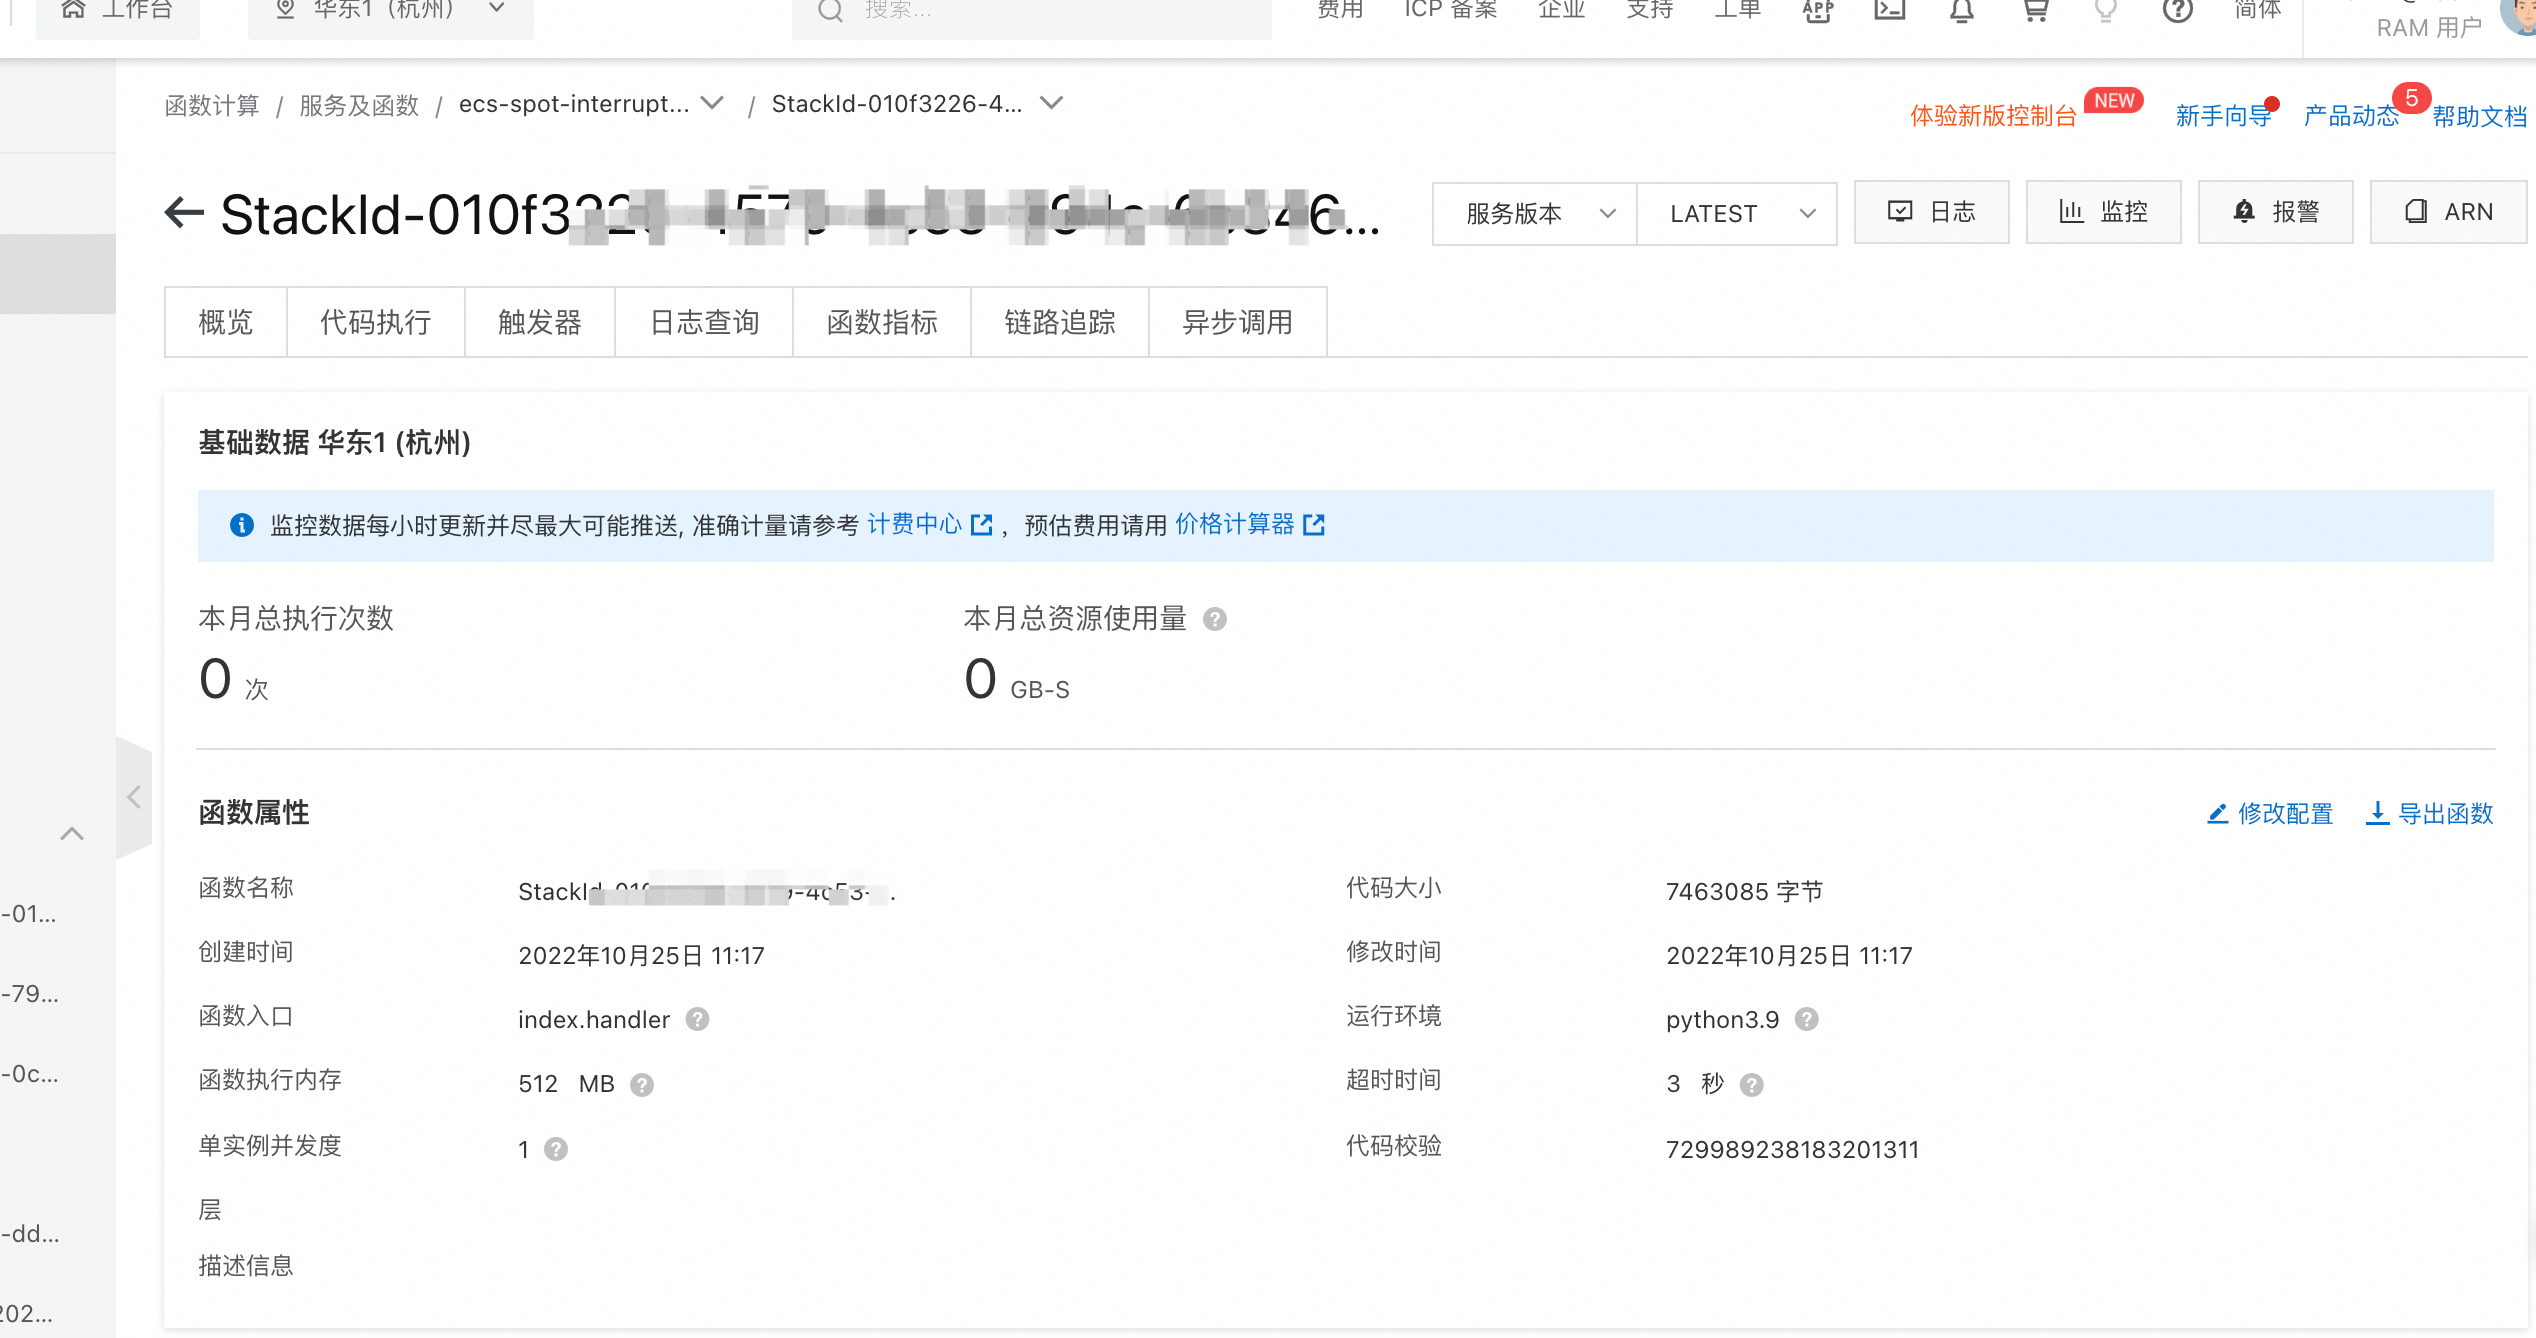 工作台
华东1（杭州）
搜索...
费用 ICP 备案 企业 支持 工单 APP 简体
RAM 用户
函数计算 / 服务及函数 / ecs-spot-interrupt... / StackId-010f3226-4...
体验新版控制台 NEW 新手向导 产品动态 5 帮助文档
StackId-010f3
服务版本 LATEST 日志 监控 报警 ARN
概览 代码执行 触发器 日志查询 函数指标 链路追踪 异步调用
基础数据 华东1 (杭州)
监控数据每小时更新并尽最大可能推送, 准确计量请参考 计费中心 ，预估费用请用 价格计算器
本月总执行次数 本月总资源使用量
0 次 0 GB-S
函数属性 修改配置 导出函数
函数名称 代码大小 7463085 字节
创建时间 2022年10月25日 11:17 修改时间 2022年10月25日 11:17
函数入口 index.handler 运行环境 python3.9
函数执行内存 512 MB 超时时间 3 秒
单实例并发度 1 代码校验 729989238183201311
层
描述信息
-01...
-79...
-0c...
-dd...
202...